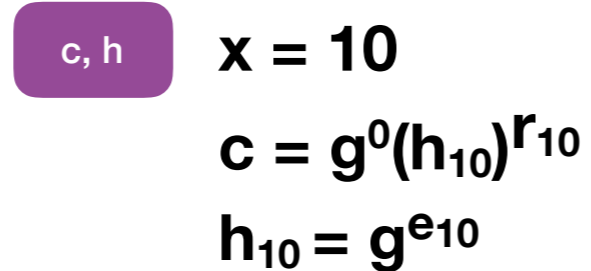 c, h
x = 10
c = g⁰(h₁₀)^r₁₀
h₁₀ = g^e₁₀